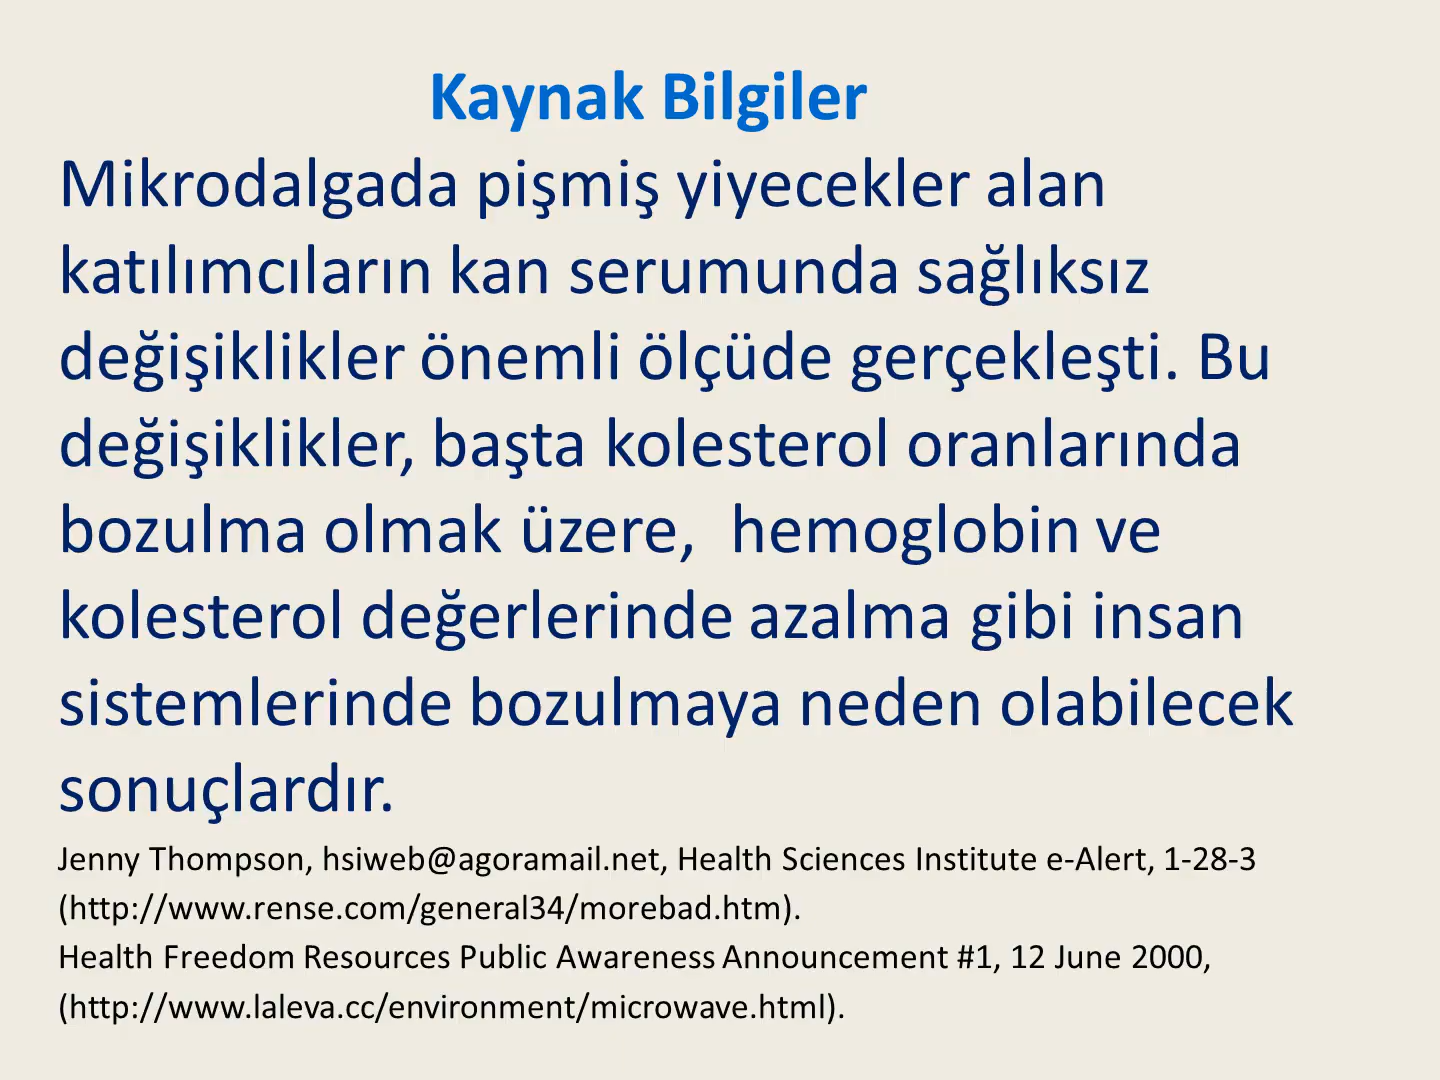 Kaynak Bilgiler
Mikrodalgada pişmiş yiyecekler alan
katılımcıların kan serumunda sağlıksız
değişiklikler önemli ölçüde gerçekleşti. Bu
değişiklikler, başta kolesterol oranlarında
bozulma olmak üzere,  hemoglobin ve
kolesterol değerlerinde azalma gibi insan
sistemlerinde bozulmaya neden olabilecek
sonuçlardır.
Jenny Thompson, hsiweb@agoramail.net, Health Sciences Institute e-Alert, 1-28-3
(http://www.rense.com/general34/morebad.htm).
Health Freedom Resources Public Awareness Announcement #1, 12 June 2000,
(http://www.laleva.cc/environment/microwave.html).